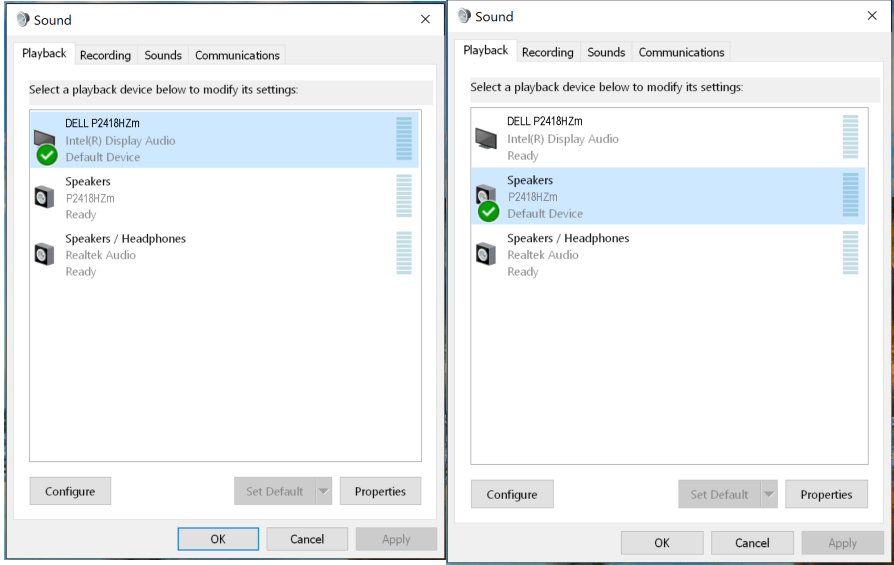 Sound
Playback Recording Sounds Communications
Select a playback device below to modify its settings:
DELL P2418HZm
Intel(R) Display Audio
Default Device
Speakers
P2418HZm
Ready
Speakers / Headphones
Realtek Audio
Ready
Configure Set Default Properties
OK Cancel Apply
Sound
Playback Recording Sounds Communications
Select a playback device below to modify its settings:
DELL P2418HZm
Intel(R) Display Audio
Ready
Speakers
P2418HZm
Default Device
Speakers / Headphones
Realtek Audio
Ready
Configure Set Default Properties
OK Cancel Apply